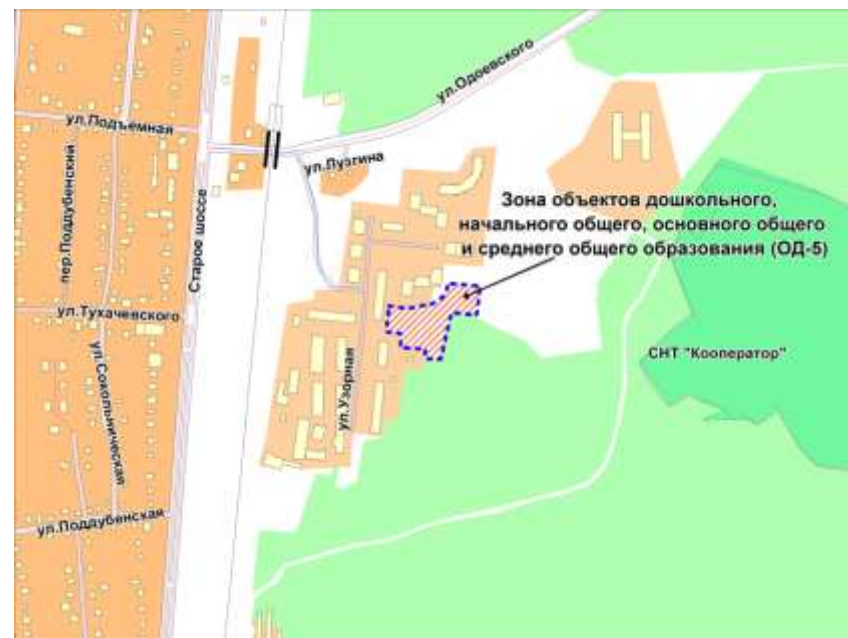 ул.Одоевского
ул.Подъемная
ул.Лузгина
Зона объектов дошкольного,
начального общего, основного общего
и среднего общего образования (ОД-5)
пер.Поддубенский
Старое шоссе
ул.Тухачевского
СНТ "Кооператор"
ул.Узорная
ул.Сокольническая
ул.Поддубенская